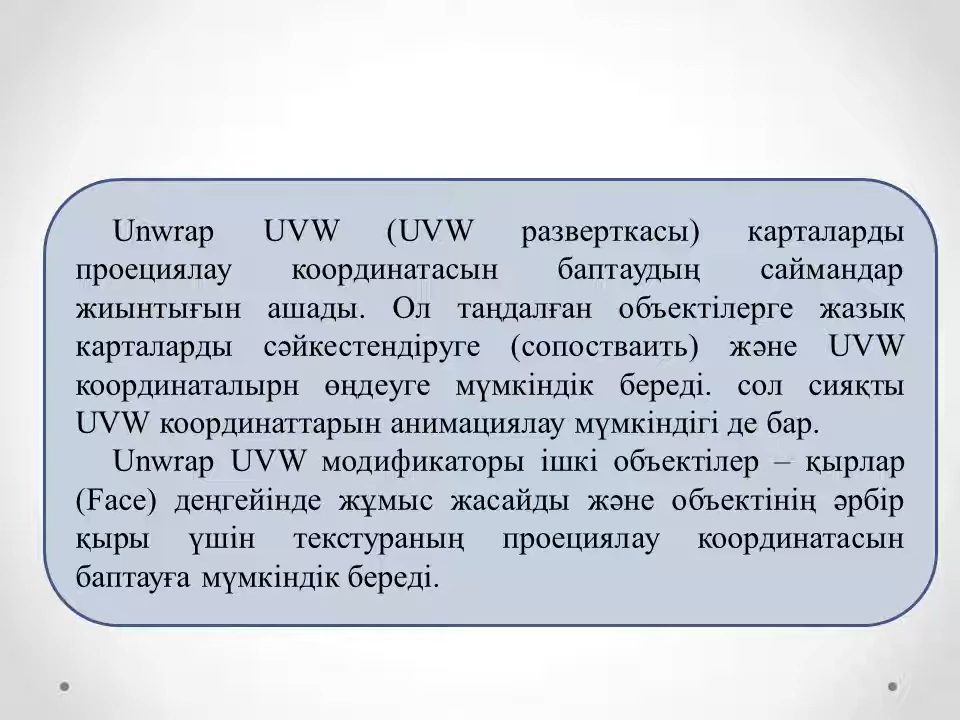 Unwrap UVW (UVW разверткасы) карталарды
проециялау координатасын баптаудың саймандар
жиынтығын ашады. Ол таңдалған объектілерге жазық
карталарды сәйкестендіруге (сопостваить) және UVW
координаталырн өңдеуге мүмкіндік береді. сол сияқты
UVW координаттарын анимациялау мүмкіндігі де бар.
Unwrap UVW модификаторы ішкі объектілер – қырлар
(Face) деңгейінде жұмыс жасайды және объектінің әрбір
қыры үшін текстураның проециялау координатасын
баптауға мүмкіндік береді.